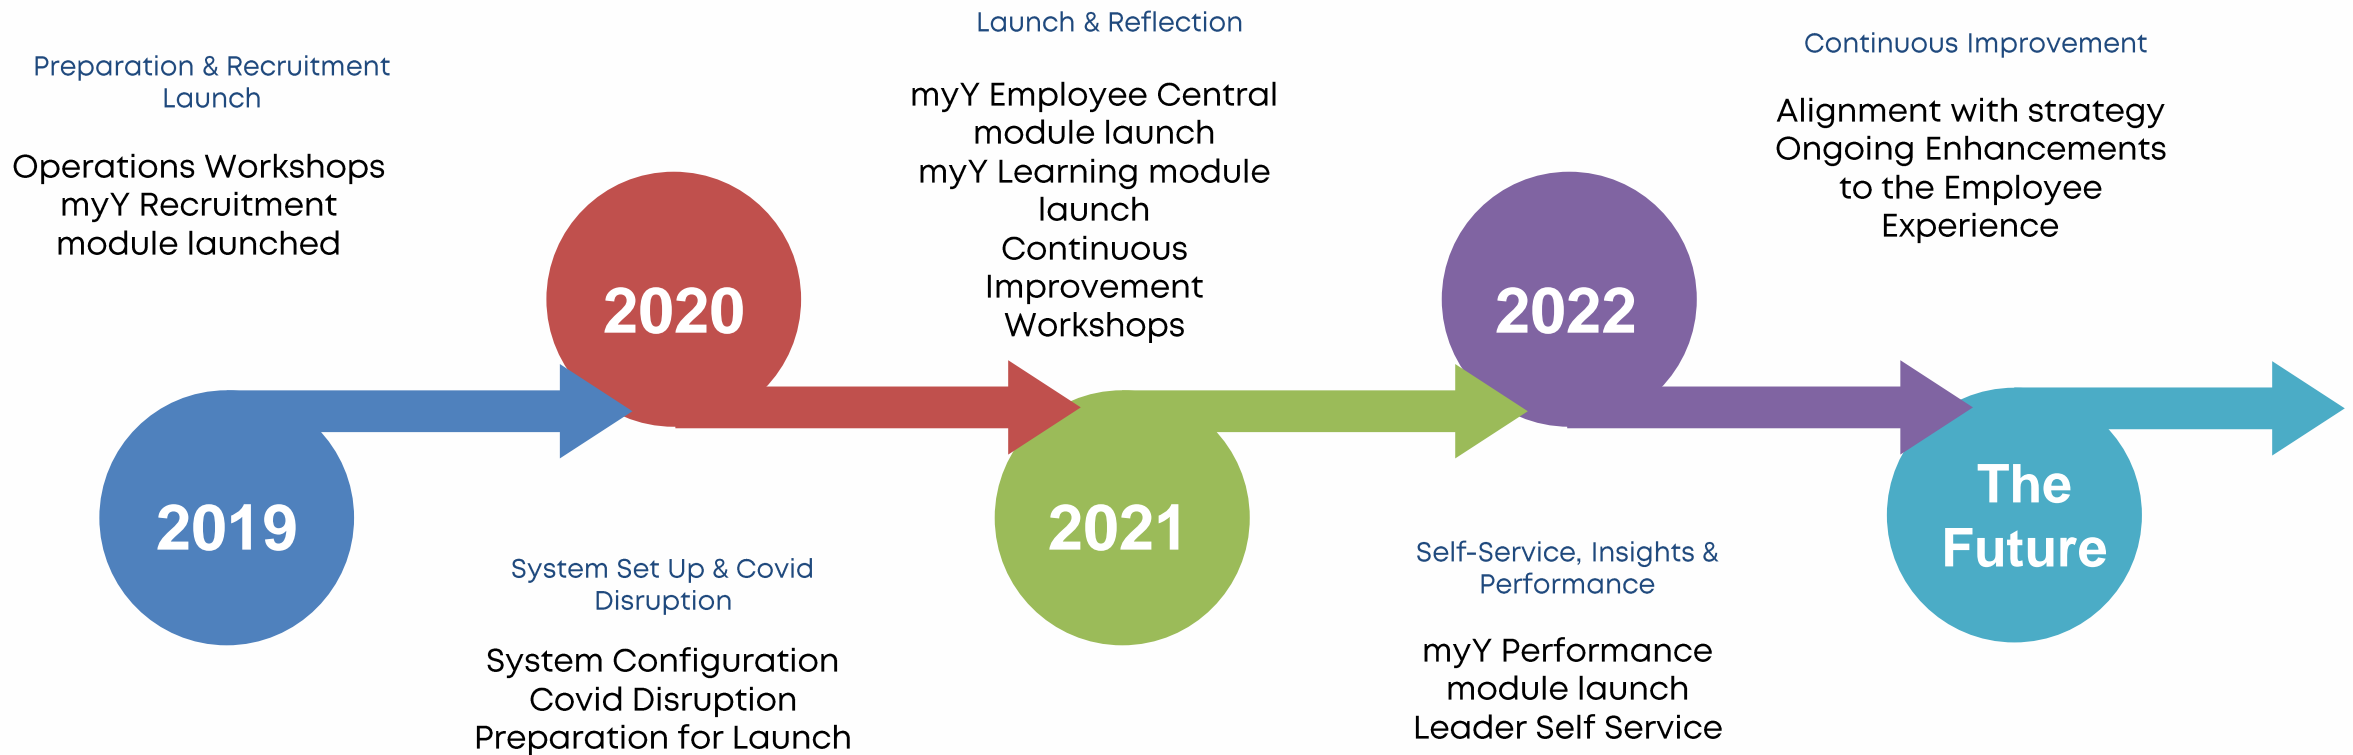 Preparation & Recruitment
Launch
Operations Workshops
myY Recruitment
module launched
2019
2020
System Set Up & Covid
Disruption
System Configuration
Covid Disruption
Preparation for Launch
Launch & Reflection
myY Employee Central
module launch
myY Learning module
launch
Continuous
Improvement
Workshops
2021
2022
Self-Service, Insights &
Performance
myY Performance
module launch
Leader Self Service
Continuous Improvement
Alignment with strategy
Ongoing Enhancements
to the Employee
Experience
The
Future